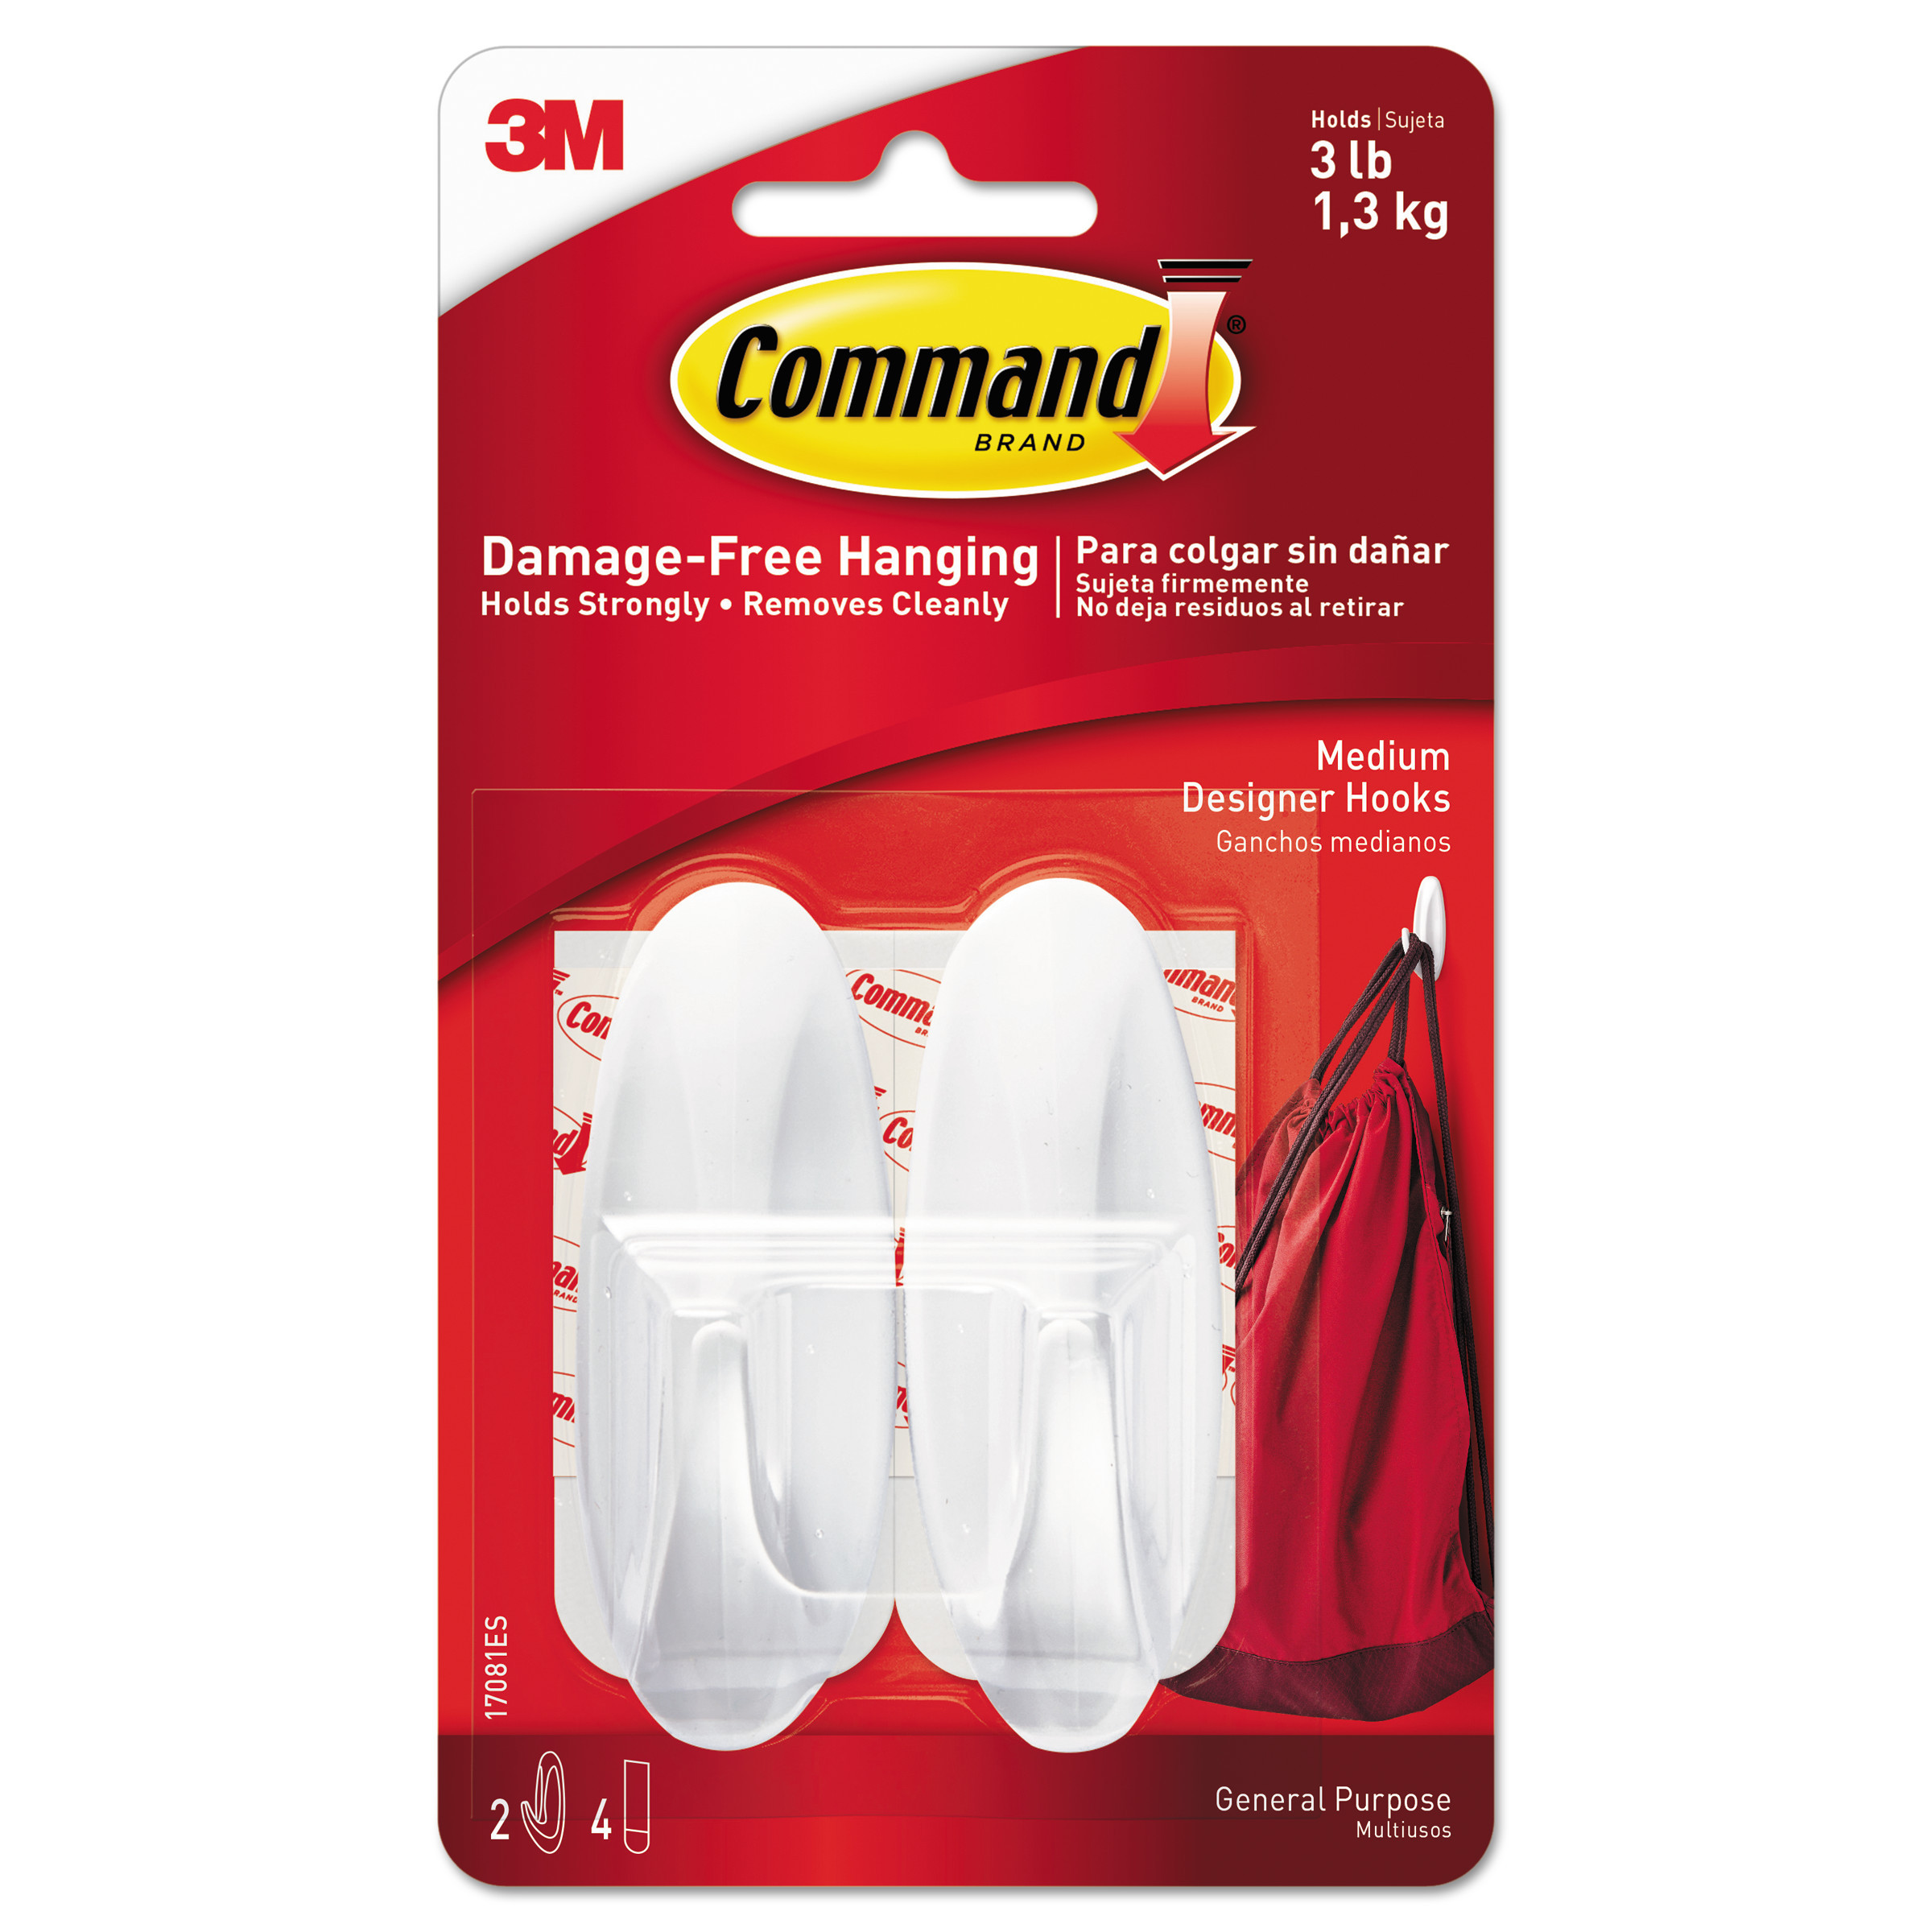 3M
Holds | Sujeta
3 lb
1,3 kg
Command®
BRAND
Damage-Free Hanging
Holds Strongly • Removes Cleanly
Para colgar sin dañar
Sujeta firmemente
No deja residuos al retirar
Medium
Designer Hooks
Ganchos medianos
17081ES
2
4
General Purpose
Multiusos